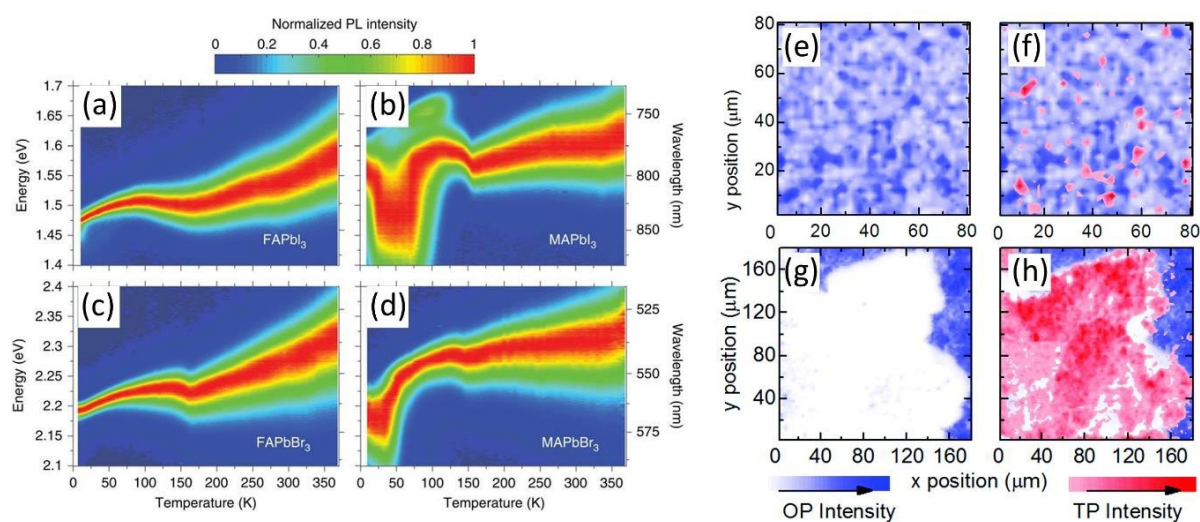 Normalized PL intensity
0 0.2 0.4 0.6 0.8 1
(a)
1.7
1.65
1.6
1.55
1.5
1.45
1.4
Energy (eV)
FAPbI3
(b)
750
800
850
Wavelength (nm)
MAPbI3
(c)
2.4
2.35
2.3
2.25
2.2
2.15
2.1
Energy (eV)
FAPbBr3
0 50 100 150 200 250 300 350
Temperature (K)
(d)
525
550
575
Wavelength (nm)
MAPbBr3
0 50 100 150 200 250 300 350
Temperature (K)
(e)
80
60
40
20
y position (μm)
0 20 40 60 80
(f)
0 20 40 60 80
(g)
160
120
80
40
y position (μm)
0 40 80 120 160
(h)
0 40 80 120 160
x position (μm)
OP Intensity
TP Intensity